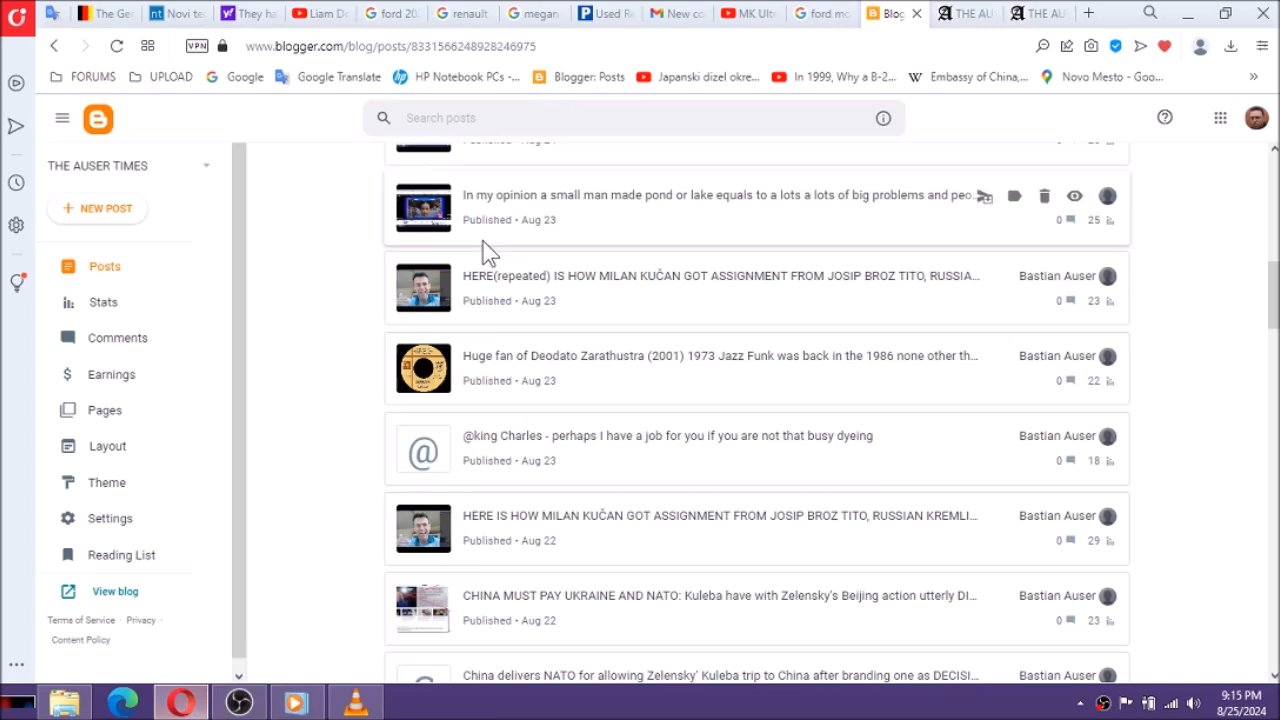 The Ger
Novi te
They ha
Liam Do
ford 20
renault
megan
Used Re
New co
MK Ult
ford mo
Blog
THE AU
THE AU
VPN
www.blogger.com/blog/posts/8331566248928246975
FORUMS
UPLOAD
Google
Google Translate
HP Notebook PCs -...
Blogger: Posts
Japanski dizel okre...
In 1999, Why a B-2...
Embassy of China,...
Novo Mesto - Goo...
Search posts
THE AUSER TIMES
NEW POST
Posts
Stats
Comments
Earnings
Pages
Layout
Theme
Settings
Reading List
View blog
Terms of Service · Privacy ·
Content Policy
In my opinion a small man made pond or lake equals to a lots a lots of big problems and peo...
Published • Aug 23
0 25
HERE(repeated) IS HOW MILAN KUČAN GOT ASSIGNMENT FROM JOSIP BROZ TITO, RUSSIA...
Bastian Auser
Published • Aug 23
0 23
Huge fan of Deodato Zarathustra (2001) 1973 Jazz Funk was back in the 1986 none other th...
Bastian Auser
Published • Aug 23
0 22
@
@king Charles - perhaps I have a job for you if you are not that busy dyeing
Bastian Auser
Published • Aug 23
0 18
HERE IS HOW MILAN KUČAN GOT ASSIGNMENT FROM JOSIP BROZ TITO, RUSSIAN KREMLI...
Bastian Auser
Published • Aug 22
0 29
CHINA MUST PAY UKRAINE AND NATO: Kuleba have with Zelensky's Beijing action utterly DI...
Bastian Auser
Published • Aug 22
0 23
China delivers NATO for allowing Zelensky' Kuleba trip to China after branding one as DECISI...
Bastian Auser
9:15 PM
8/25/2024